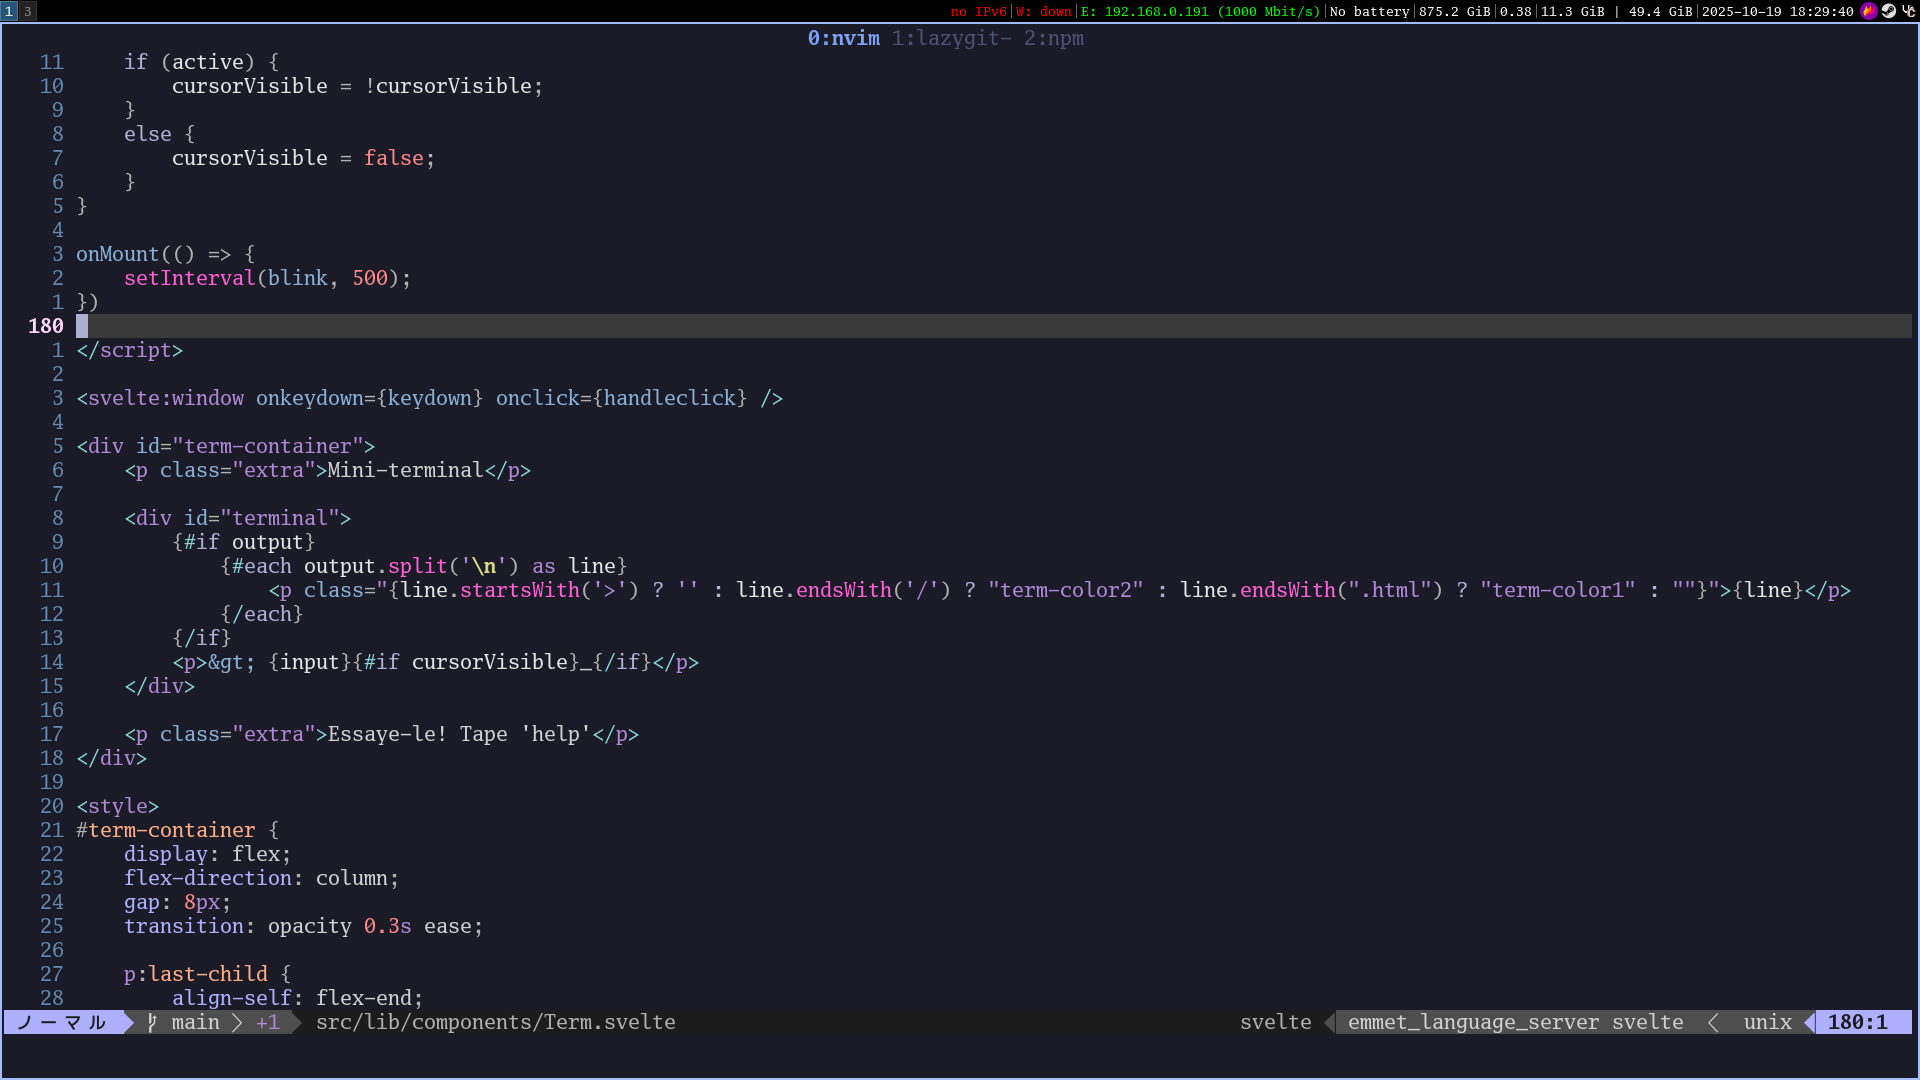 1 3 no IPv6|W: down|E: 192.168.0.191 (1000 Mbit/s)|No battery|875.2 GiB|0.38|11.3 GiB | 49.4 GiB|2025-10-19 18:29:40
0:nvim 1:lazygit- 2:npm
11     if (active) {
10         cursorVisible = !cursorVisible;
9     }
8     else {
7         cursorVisible = false;
6     }
5 }
4
3 onMount(() => {
2     setInterval(blink, 500);
1 })
180
1 </script>
2
3 <svelte:window onkeydown={keydown} onclick={handleclick} />
4
5 <div id="term-container">
6     <p class="extra">Mini-terminal</p>
7
8     <div id="terminal">
9         {#if output}
10             {#each output.split('\n') as line}
11                 <p class="{line.startsWith('>') ? '' : line.endsWith('/') ? "term-color2" : line.endsWith(".html") ? "term-color1" : ""}">{line}</p>
12             {/each}
13         {/if}
14         <p>&gt; {input}{#if cursorVisible}_{/if}</p>
15     </div>
16
17     <p class="extra">Essaye-le! Tape 'help'</p>
18 </div>
19
20 <style>
21 #term-container {
22     display: flex;
23     flex-direction: column;
24     gap: 8px;
25     transition: opacity 0.3s ease;
26
27     p:last-child {
28         align-self: flex-end;
ノーマル main +1 src/lib/components/Term.svelte svelte emmet_language_server svelte unix 180:1